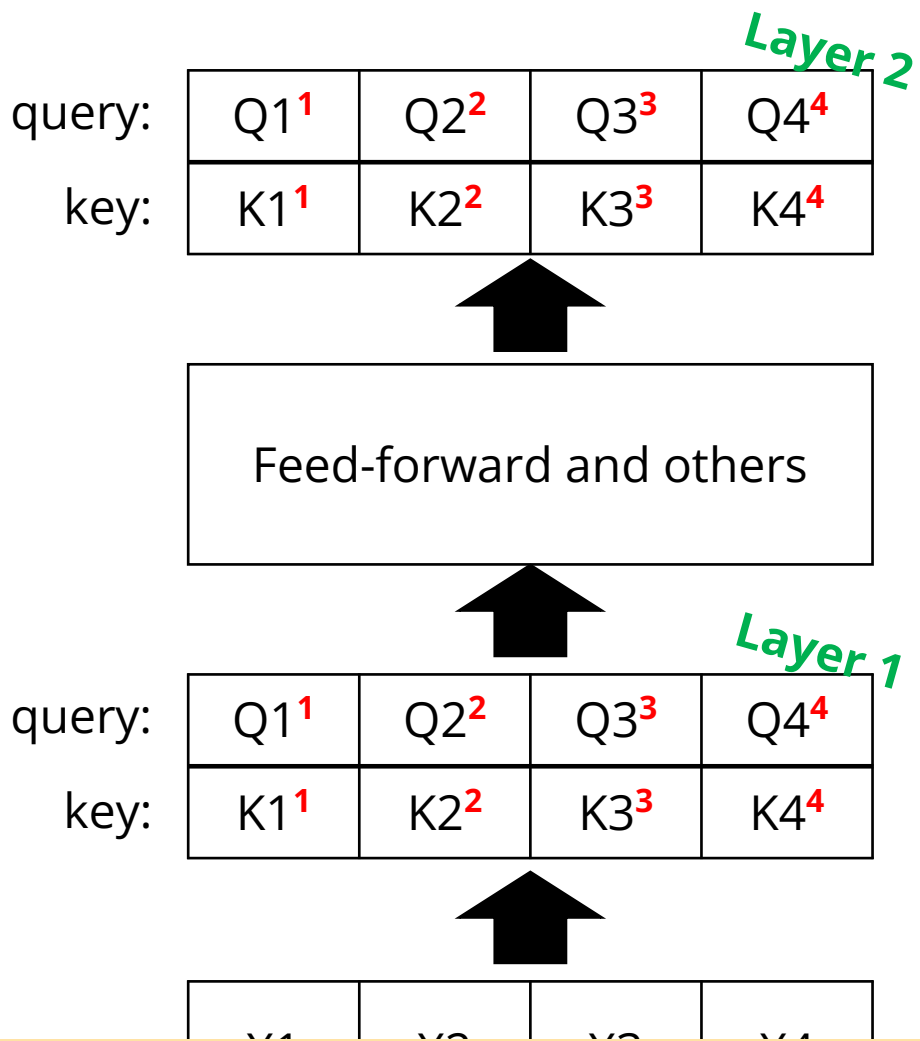 Layer 2
query: Q1¹ Q2² Q3³ Q4⁴
key: K1¹ K2² K3³ K4⁴
Feed-forward and others
Layer 1
query: Q1¹ Q2² Q3³ Q4⁴
key: K1¹ K2² K3³ K4⁴